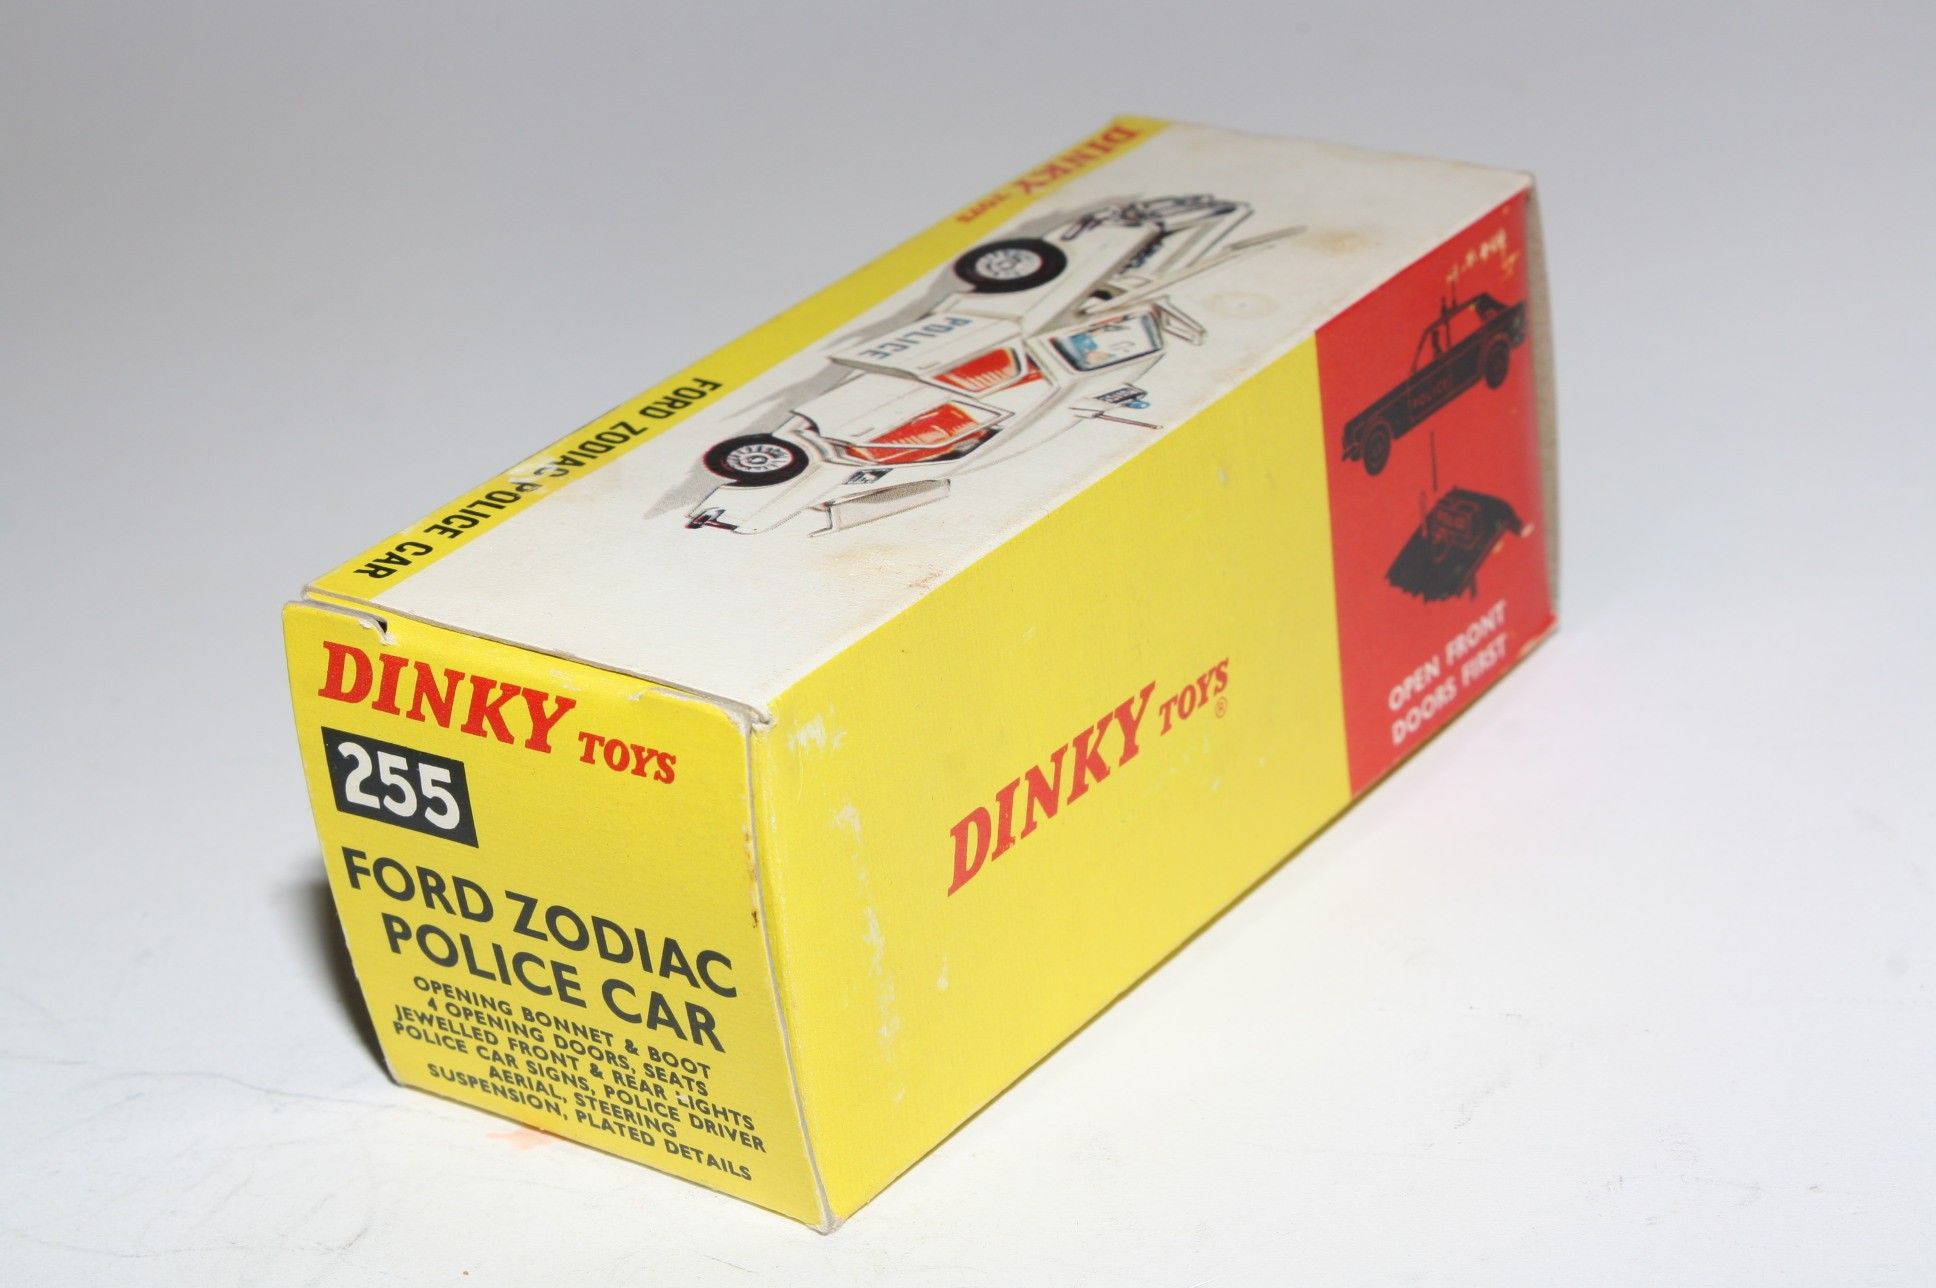 DINKY TOYS
FORD ZODIAC POLICE CAR
POLICE
DINKY TOYS
255
FORD ZODIAC
POLICE CAR
OPENING BONNET & BOOT
4 OPENING DOORS, SEATS
JEWELLED FRONT & REAR LIGHTS
POLICE CAR SIGNS, POLICE DRIVER
AERIAL, STEERING
SUSPENSION, PLATED DETAILS
DINKY TOYS®
POLICE
OPEN FRONT
DOORS FIRST